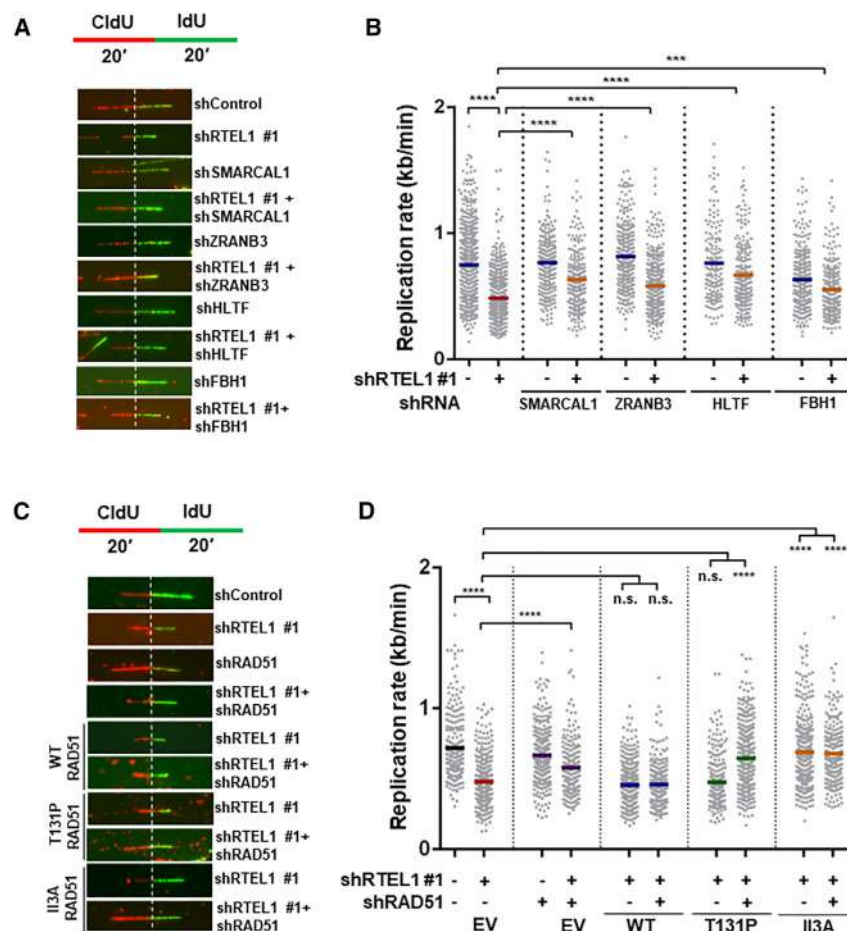 A
CldU IdU
20′ 20′
shControl
shRTEL1 #1
shSMARCAL1
shRTEL1 #1 +
shSMARCAL1
shZRANB3
shRTEL1 #1 +
shZRANB3
shHLTF
shRTEL1 #1 +
shHLTF
shFBH1
shRTEL1 #1+
shFBH1
B
***
****
**** ****
****
2
1
0
Replication rate (kb/min)
shRTEL1 #1 - + - + - + - + - +
shRNA SMARCAL1 ZRANB3 HLTF FBH1
C
CldU IdU
20′ 20′
shControl
shRTEL1 #1
shRAD51
shRTEL1 #1+
shRAD51
WT
RAD51
shRTEL1 #1
shRTEL1 #1+
shRAD51
T131P
RAD51
shRTEL1 #1
shRTEL1 #1+
shRAD51
II3A
RAD51
shRTEL1 #1
shRTEL1 #1+
shRAD51
D
**** ****
n.s. ****
n.s. n.s.
****
****
2
1
0
Replication rate (kb/min)
shRTEL1 #1 - + - + + + + + + +
shRAD51 - - + + - + - + - +
EV EV WT T131P II3A